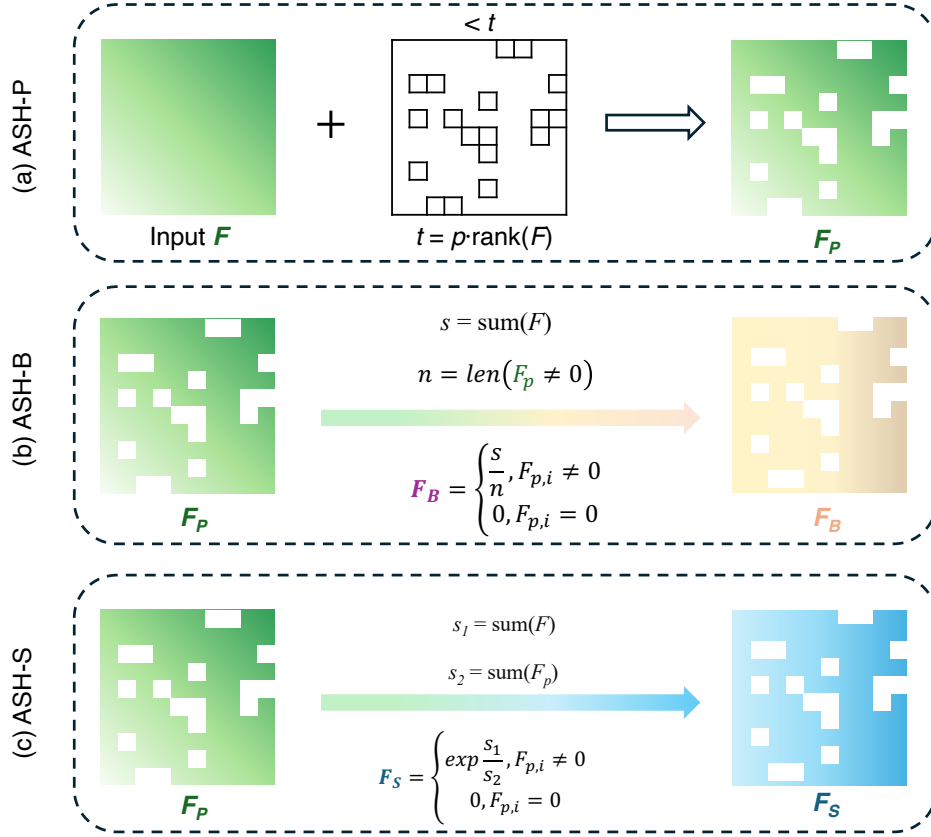 (a) ASH-P
< t
+
Input F
t = p·rank(F)
F_P
(b) ASH-B
s = sum(F)
n = len(F_p ≠ 0)
F_B = { s/n, F_{p,i} ≠ 0
0, F_{p,i} = 0
F_P
F_B
(c) ASH-S
s_1 = sum(F)
s_2 = sum(F_p)
F_S = { exp s_1/s_2, F_{p,i} ≠ 0
0, F_{p,i} = 0
F_P
F_S